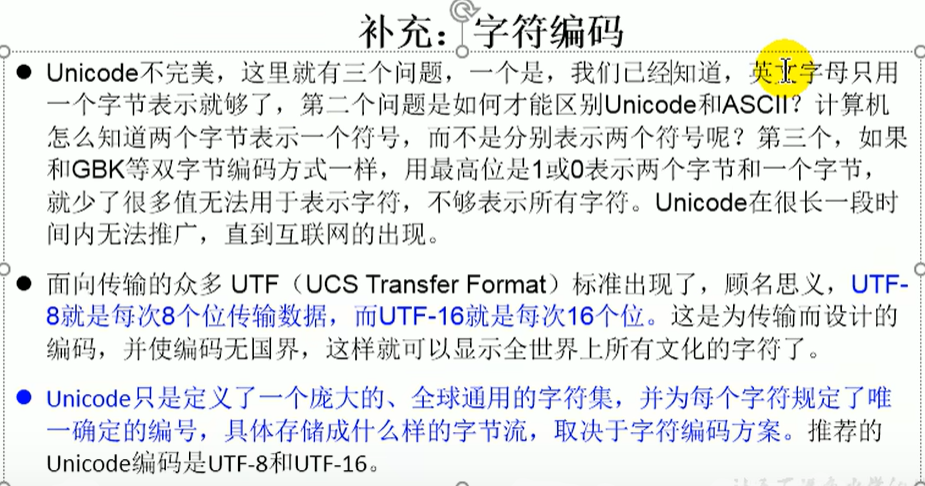 补充：字符编码
● Unicode不完美，这里就有三个问题，一个是，我们已经知道，英文字母只用
一个字节表示就够了，第二个问题是如何才能区别Unicode和ASCII？计算机
怎么知道两个字节表示一个符号，而不是分别表示两个符号呢？第三个，如果
和GBK等双字节编码方式一样，用最高位是1或0表示两个字节和一个字节，
就少了很多值无法用于表示字符，不够表示所有字符。Unicode在很长一段时
间内无法推广，直到互联网的出现。
● 面向传输的众多 UTF（UCS Transfer Format）标准出现了，顾名思义，UTF-
8就是每次8个位传输数据，而UTF-16就是每次16个位。这是为传输而设计的
编码，并使编码无国界，这样就可以显示全世界上所有文化的字符了。
● Unicode只是定义了一个庞大的、全球通用的字符集，并为每个字符规定了唯
一确定的编号，具体存储成什么样的字节流，取决于字符编码方案。推荐的
Unicode编码是UTF-8和UTF-16。